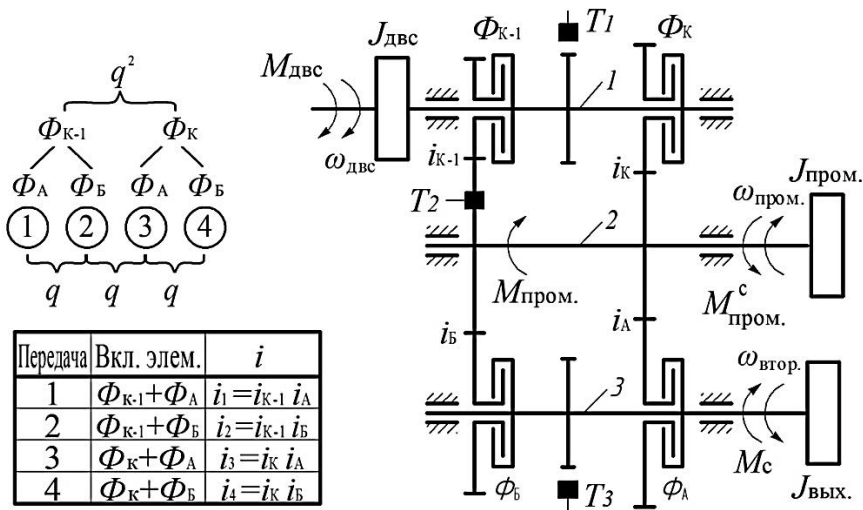 q²
ΦК-1 Φк
ΦА ΦБ ΦА ΦБ
1 2 3 4
q q q
Передача Вкл. элем. i
1 Φк-1+ΦА i1=iК-1 iА
2 Φк-1+ΦБ i2=iК-1 iБ
3 Φк+ΦА i3=iК iА
4 Φк+ΦБ i4=iК iБ
Jдвс ΦК-1 T1 Φк
Mдвс 1
ωдвс iК-1 iК
T2 ωпром. Jпром.
2
Mпром. Mпром.с
iБ iА
ωвтор.
3
Mс
ΦБ T3 ΦА Jвых.